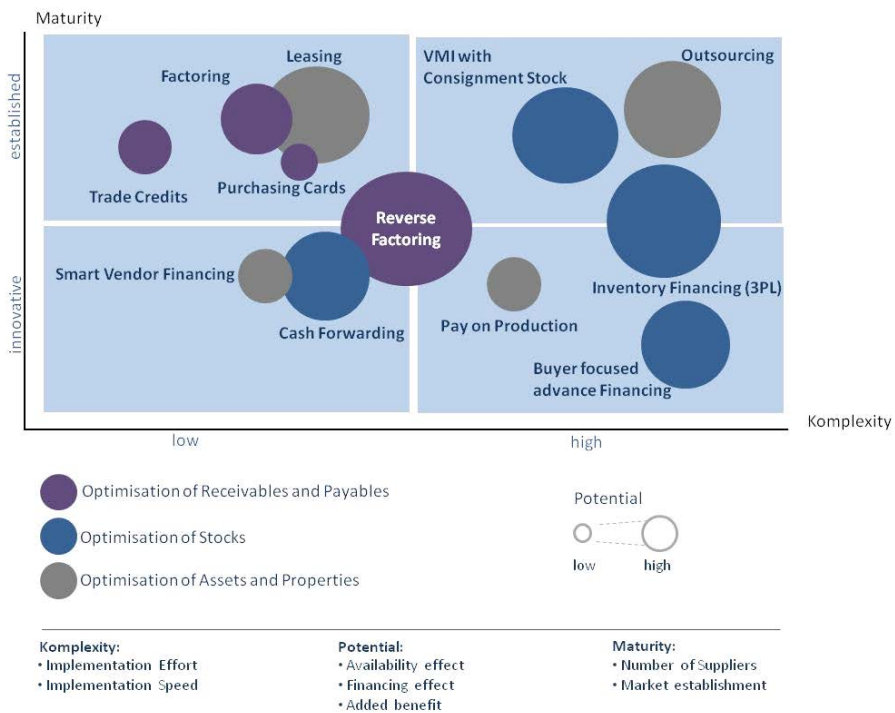 Maturity
established
innovative
Leasing
Factoring
Trade Credits
Purchasing Cards
VMI with
Consignment Stock
Outsourcing
Reverse
Factoring
Smart Vendor Financing
Cash Forwarding
Pay on Production
Inventory Financing (3PL)
Buyer focused
advance Financing
Komplexity
low
high
Optimisation of Receivables and Payables
Optimisation of Stocks
Optimisation of Assets and Properties
Potential
low
high
Komplexity:
• Implementation Effort
• Implementation Speed
Potential:
• Availability effect
• Financing effect
• Added benefit
Maturity:
• Number of Suppliers
• Market establishment